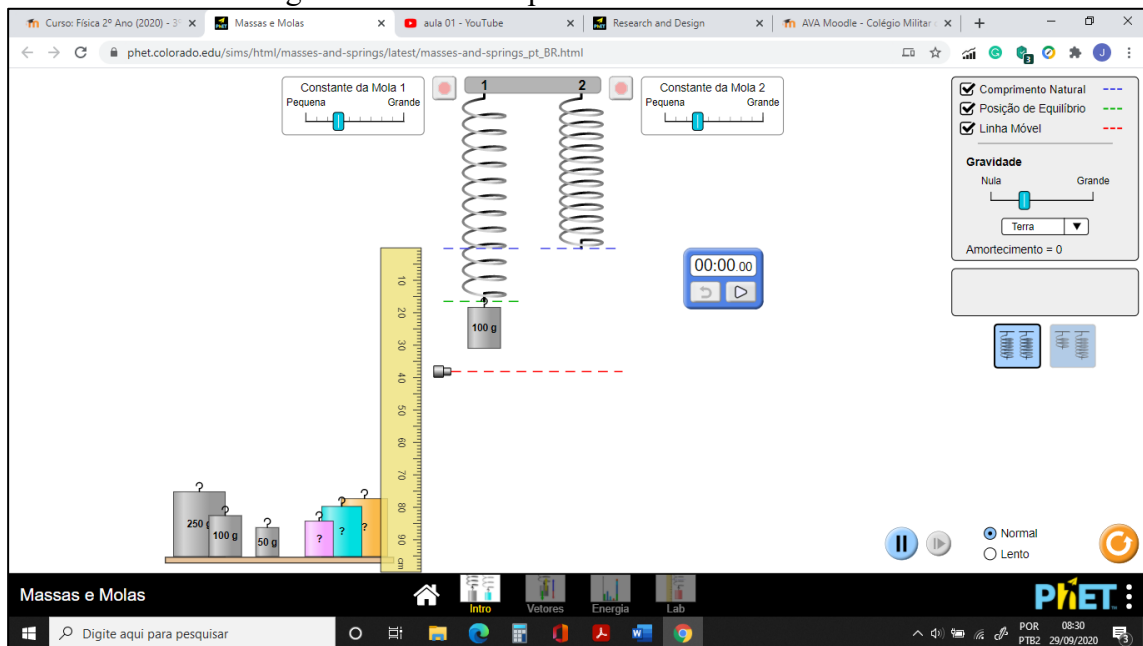 Curso: Física 2º Ano (2020) - 3º
Massas e Molas
aula 01 - YouTube
Research and Design
AVA Moodle - Colégio Militar
phet.colorado.edu/sims/html/masses-and-springs/latest/masses-and-springs_pt_BR.html
Constante da Mola 1
Pequena Grande
1
2
Constante da Mola 2
Pequena Grande
Comprimento Natural
Posição de Equilíbrio
Linha Móvel
Gravidade
Nula Grande
Terra
Amortecimento = 0
00:00.00
100 g
10
20
30
40
50
60
70
80
90
cm
250 g
100 g
50 g
?
?
?
Normal
Lento
Massas e Molas
Intro
Vetores
Energia
Lab
PhET
Digite aqui para pesquisar
POR
PTB2
08:30
29/09/2020
3